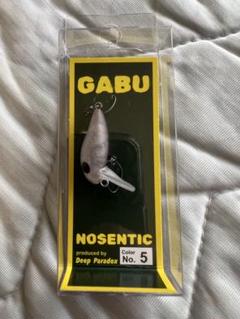 GABU
NOSENTIC
produced by
Deep Paradox
Color
No. 5